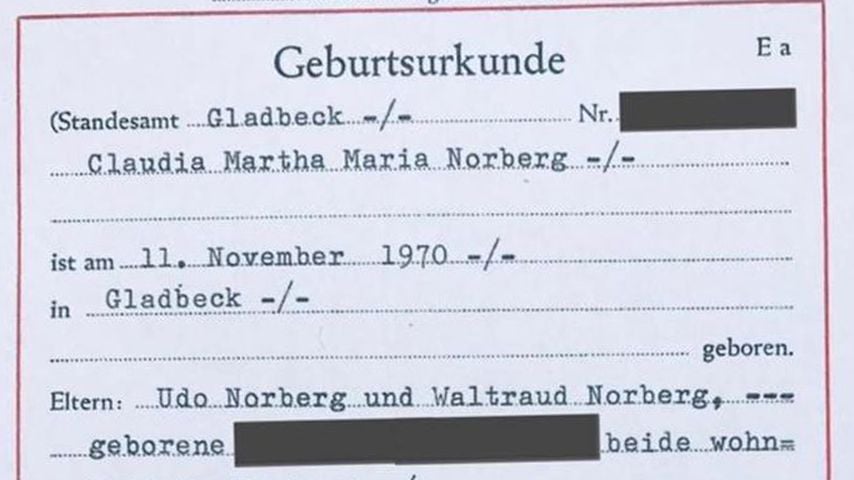 Geburtsurkunde E a
(Standesamt Gladbeck -/- Nr.
Claudia Martha Maria Norberg -/-
ist am 11. November 1970 -/-
in Gladbeck -/-
geboren.
Eltern: Udo Norberg und Waltraud Norberg, ---
geborene beide wohn=